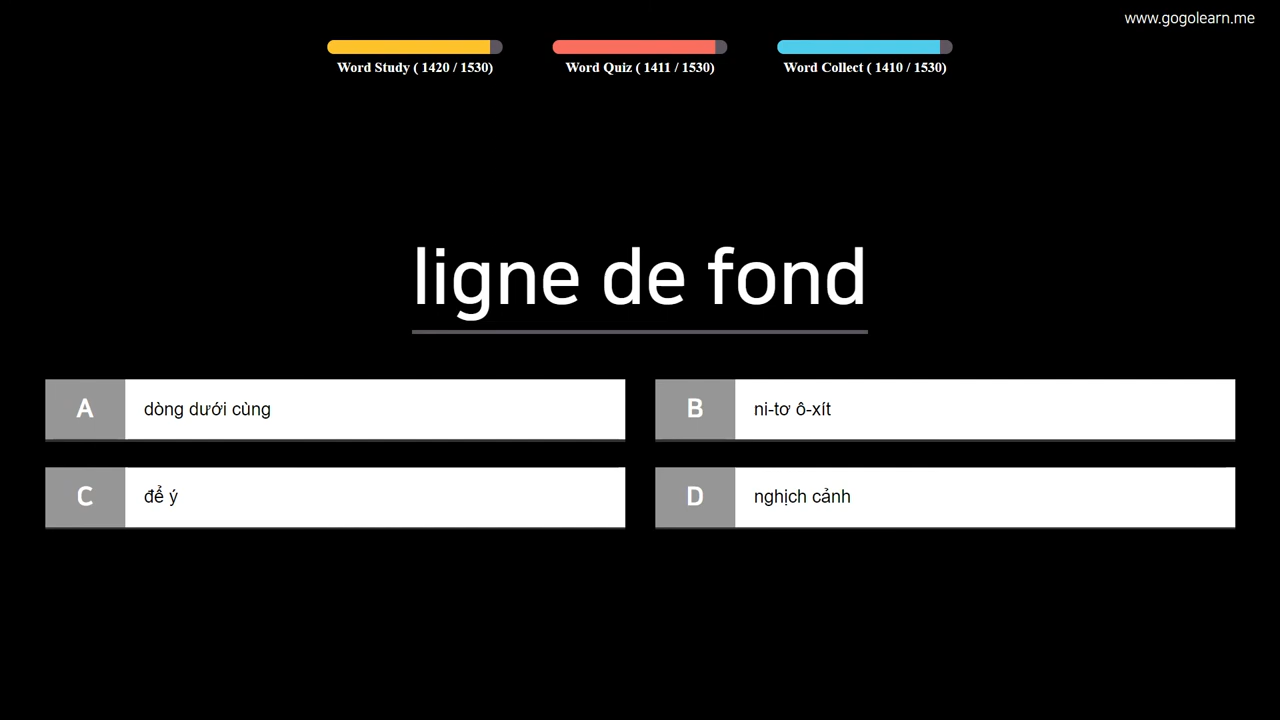 www.gogolearn.me
Word Study ( 1420 / 1530)
Word Quiz ( 1411 / 1530)
Word Collect ( 1410 / 1530)
ligne de fond
A dòng dưới cùng
B ni-tơ ô-xít
C để ý
D nghịch cảnh